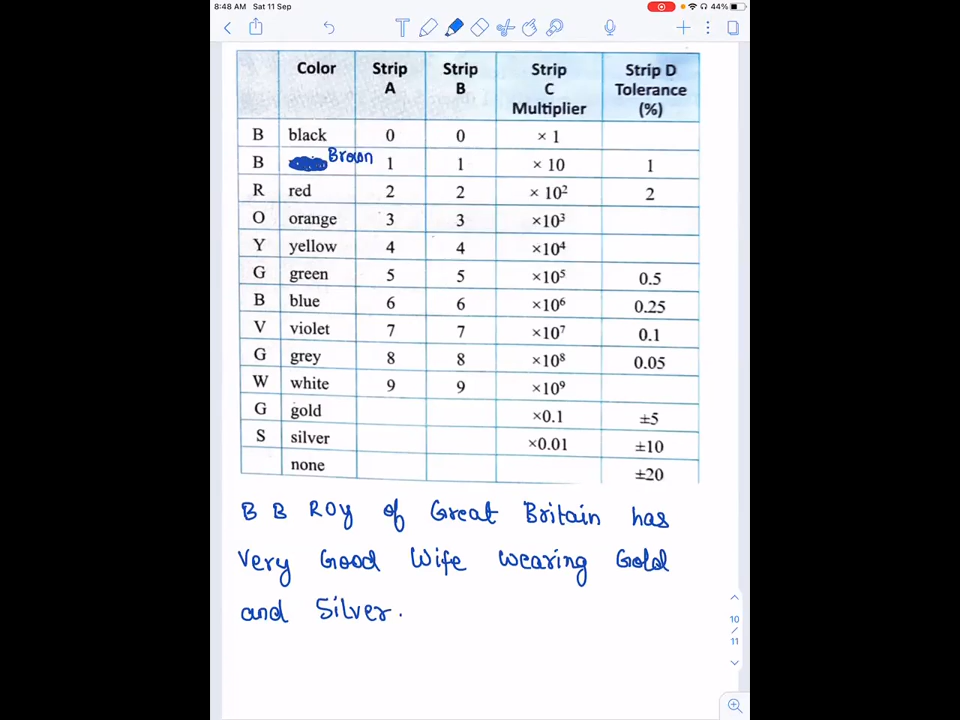 8:48 AM Sat 11 Sep 44%
Color Strip A Strip B Strip C Multiplier Strip D Tolerance (%)
B black 0 0 × 1
B Brown 1 1 × 10 1
R red 2 2 × 10² 2
O orange 3 3 ×10³
Y yellow 4 4 ×10⁴
G green 5 5 ×10⁵ 0.5
B blue 6 6 ×10⁶ 0.25
V violet 7 7 ×10⁷ 0.1
G grey 8 8 ×10⁸ 0.05
W white 9 9 ×10⁹
G gold ×0.1 ±5
S silver ×0.01 ±10
none ±20
B B ROY of Great Britain has
Very Good Wife wearing Gold
and Silver.
10
/
11